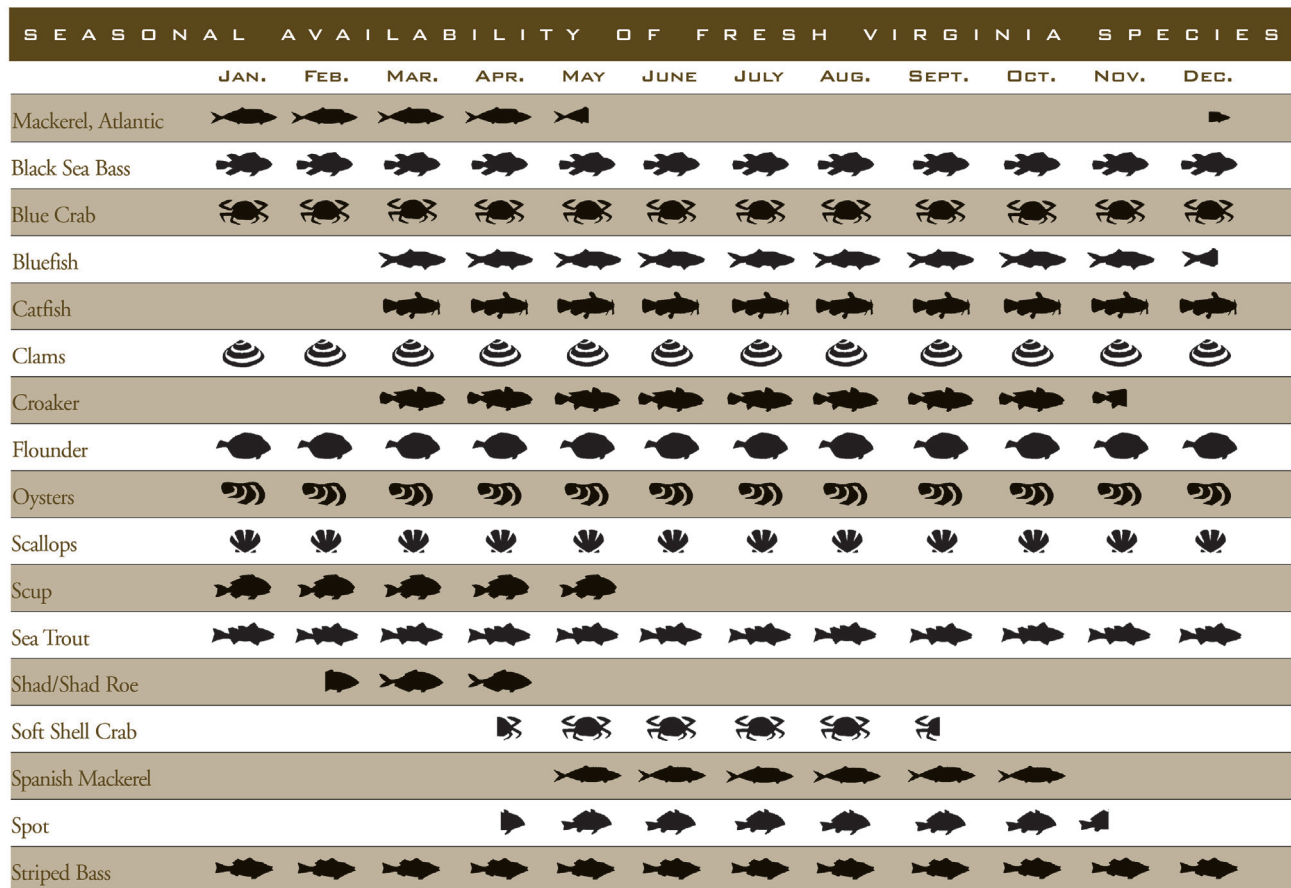 SEASONAL AVAILABILITY OF FRESH VIRGINIA SPECIES
JAN. FEB. MAR. APR. MAY JUNE JULY AUG. SEPT. OCT. NOV. DEC.
Mackerel, Atlantic
Black Sea Bass
Blue Crab
Bluefish
Catfish
Clams
Croaker
Flounder
Oysters
Scallops
Scup
Sea Trout
Shad/Shad Roe
Soft Shell Crab
Spanish Mackerel
Spot
Striped Bass